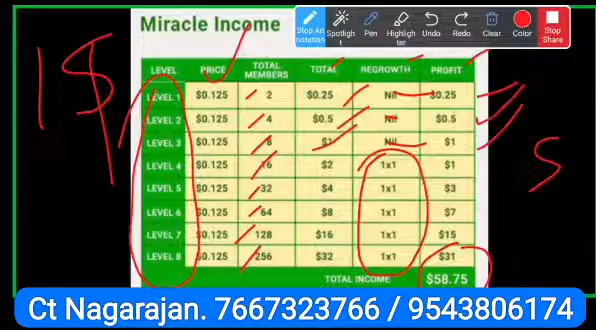 Miracle Income
Stop Annotation Spotlight Pen Highlighter Undo Redo Clear Color Stop Share
1$
LEVEL PRICE TOTAL MEMBERS TOTAL REGROWTH PROFIT
LEVEL 1 $0.125 2 $0.25 Nil $0.25
LEVEL 2 $0.125 4 $0.5 Nil $0.5
LEVEL 3 $0.125 8 $1 Nil $1
LEVEL 4 $0.125 16 $2 1x1 $1
LEVEL 5 $0.125 32 $4 1x1 $3
LEVEL 6 $0.125 64 $8 1x1 $7
LEVEL 7 $0.125 128 $16 1x1 $15
LEVEL 8 $0.125 256 $32 1x1 $31
TOTAL INCOME $58.75
Ct Nagarajan. 7667323766 / 9543806174